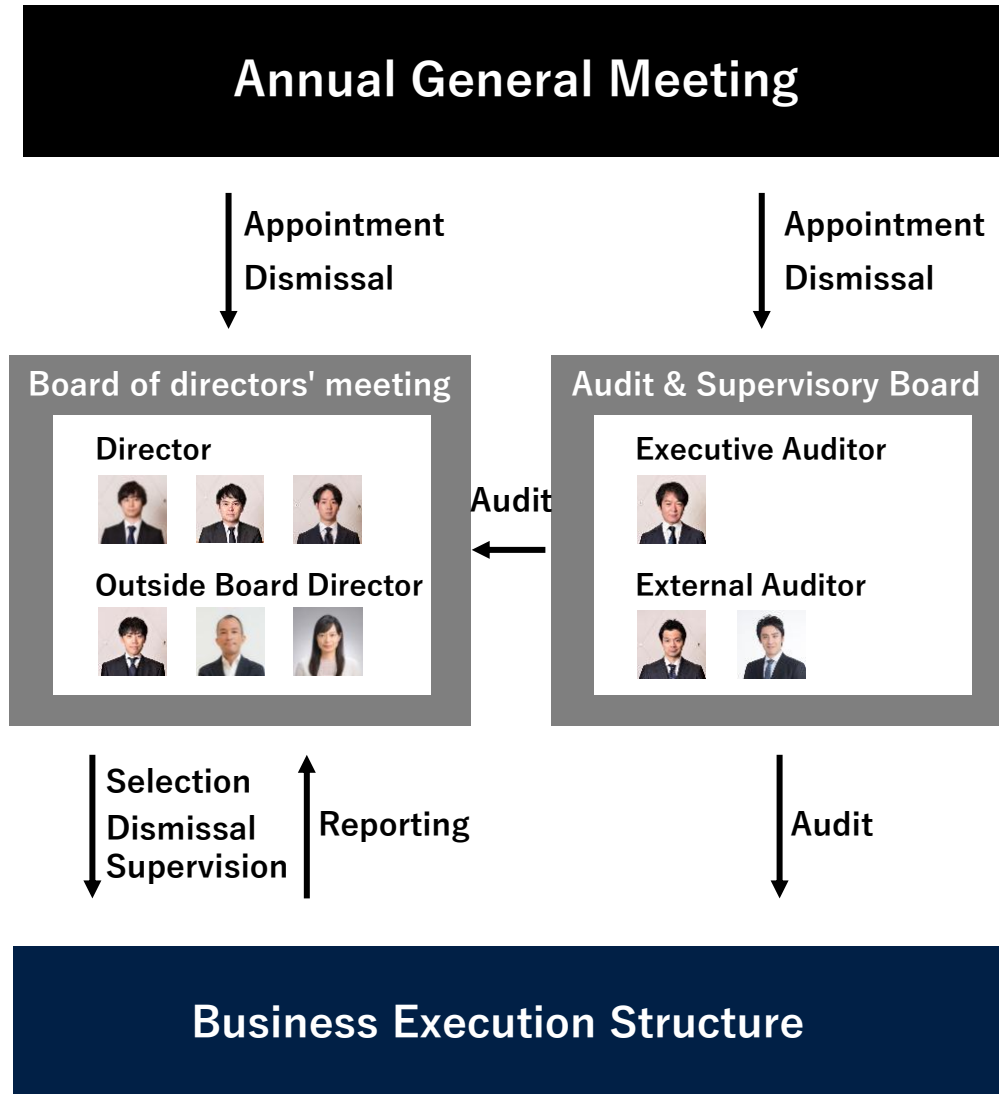 Annual General Meeting
Appointment
Dismissal
Appointment
Dismissal
Board of directors' meeting
Director
Outside Board Director
Audit
Audit & Supervisory Board
Executive Auditor
External Auditor
Selection
Dismissal
Supervision
Reporting
Audit
Business Execution Structure